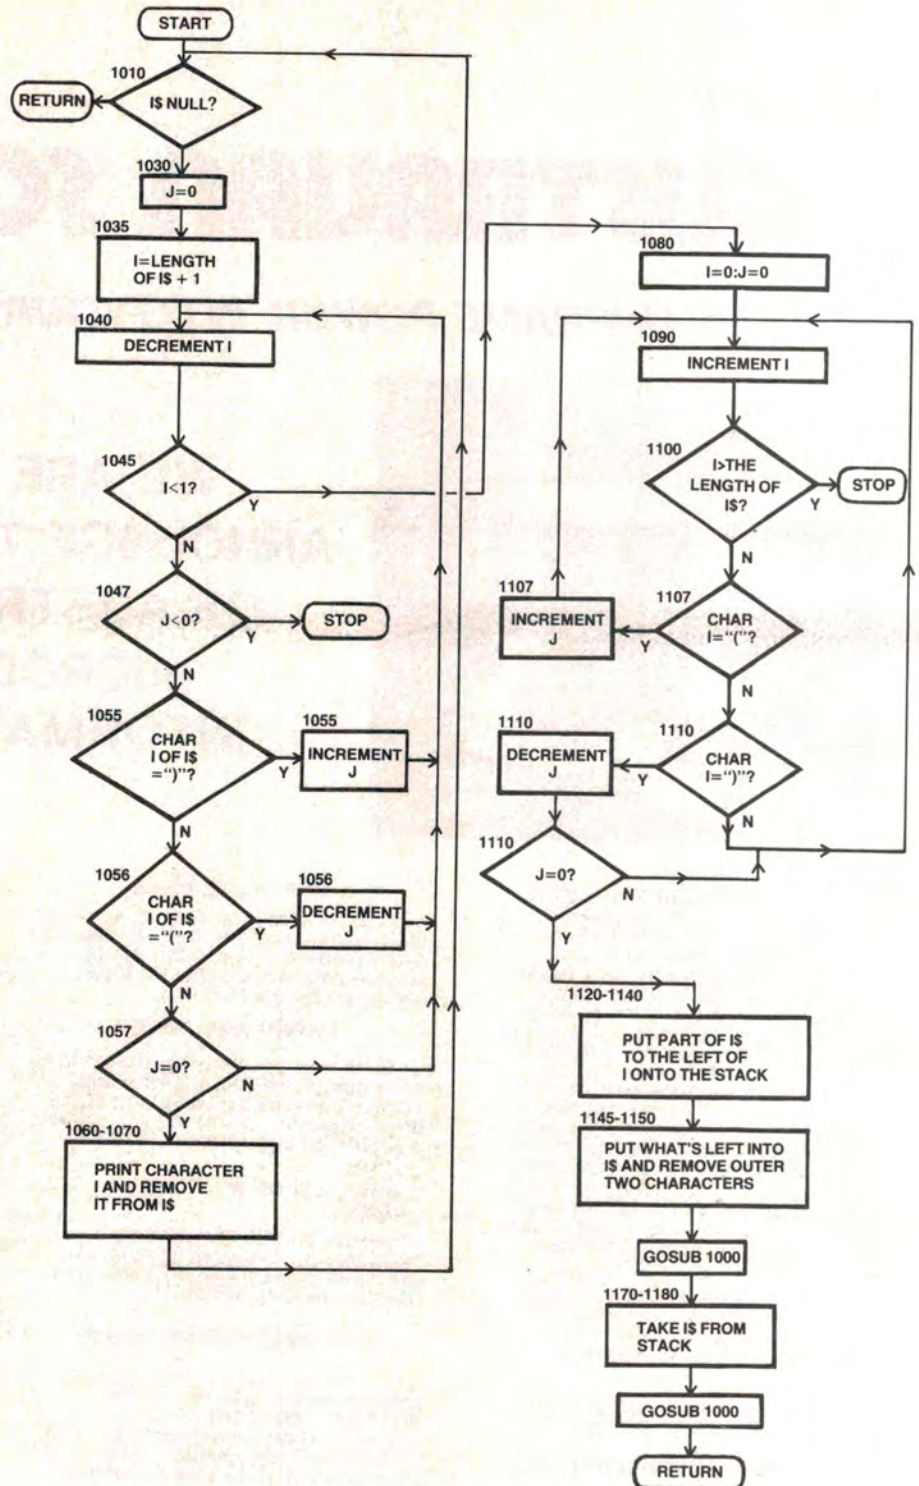 START
1010
I$ NULL?
RETURN
1030
J=0
1035
I=LENGTH
OF I$ + 1
1040
DECREMENT I
1045
I<1?
Y
N
1047
J<0?
Y
STOP
N
1055
CHAR
I OF I$
=")"?
Y
1055
INCREMENT
J
N
1056
CHAR
I OF I$
="("?
Y
1056
DECREMENT
J
N
1057
J=0?
N
Y
1060-1070
PRINT CHARACTER
I AND REMOVE
IT FROM I$
1080
I=0:J=0
1090
INCREMENT I
1100
I>THE
LENGTH OF
I$?
Y
STOP
N
1107
CHAR
I="("?
Y
1107
INCREMENT
J
N
1110
CHAR
I=")"?
Y
1110
DECREMENT
J
N
1110
J=0?
N
Y
1120-1140
PUT PART OF I$
TO THE LEFT OF
I ONTO THE STACK
1145-1150
PUT WHAT'S LEFT INTO
I$ AND REMOVE OUTER
TWO CHARACTERS
GOSUB 1000
1170-1180
TAKE I$ FROM
STACK
GOSUB 1000
RETURN